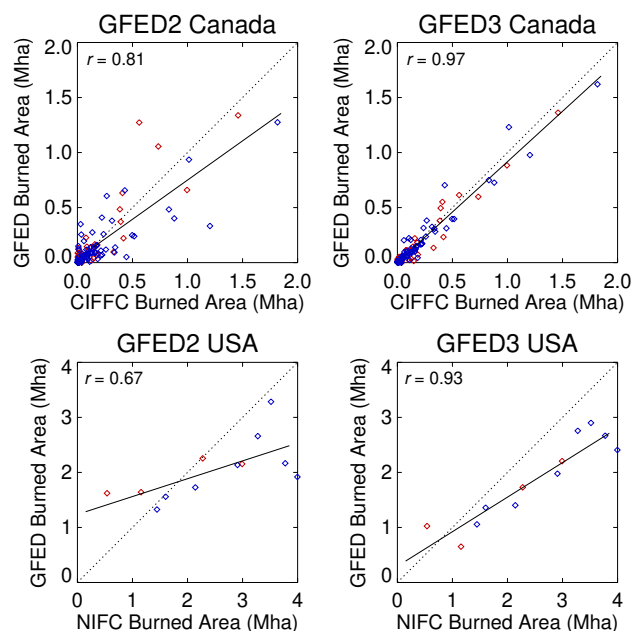 GFED2 Canada
r = 0.81
GFED Burned Area (Mha)
2.0
1.5
1.0
0.5
0.0
0.0 0.5 1.0 1.5 2.0
CIFFC Burned Area (Mha)
GFED3 Canada
r = 0.97
GFED Burned Area (Mha)
2.0
1.5
1.0
0.5
0.0
0.0 0.5 1.0 1.5 2.0
CIFFC Burned Area (Mha)
GFED2 USA
r = 0.67
GFED Burned Area (Mha)
4
3
2
1
0
0 1 2 3 4
NIFC Burned Area (Mha)
GFED3 USA
r = 0.93
GFED Burned Area (Mha)
4
3
2
1
0
0 1 2 3 4
NIFC Burned Area (Mha)